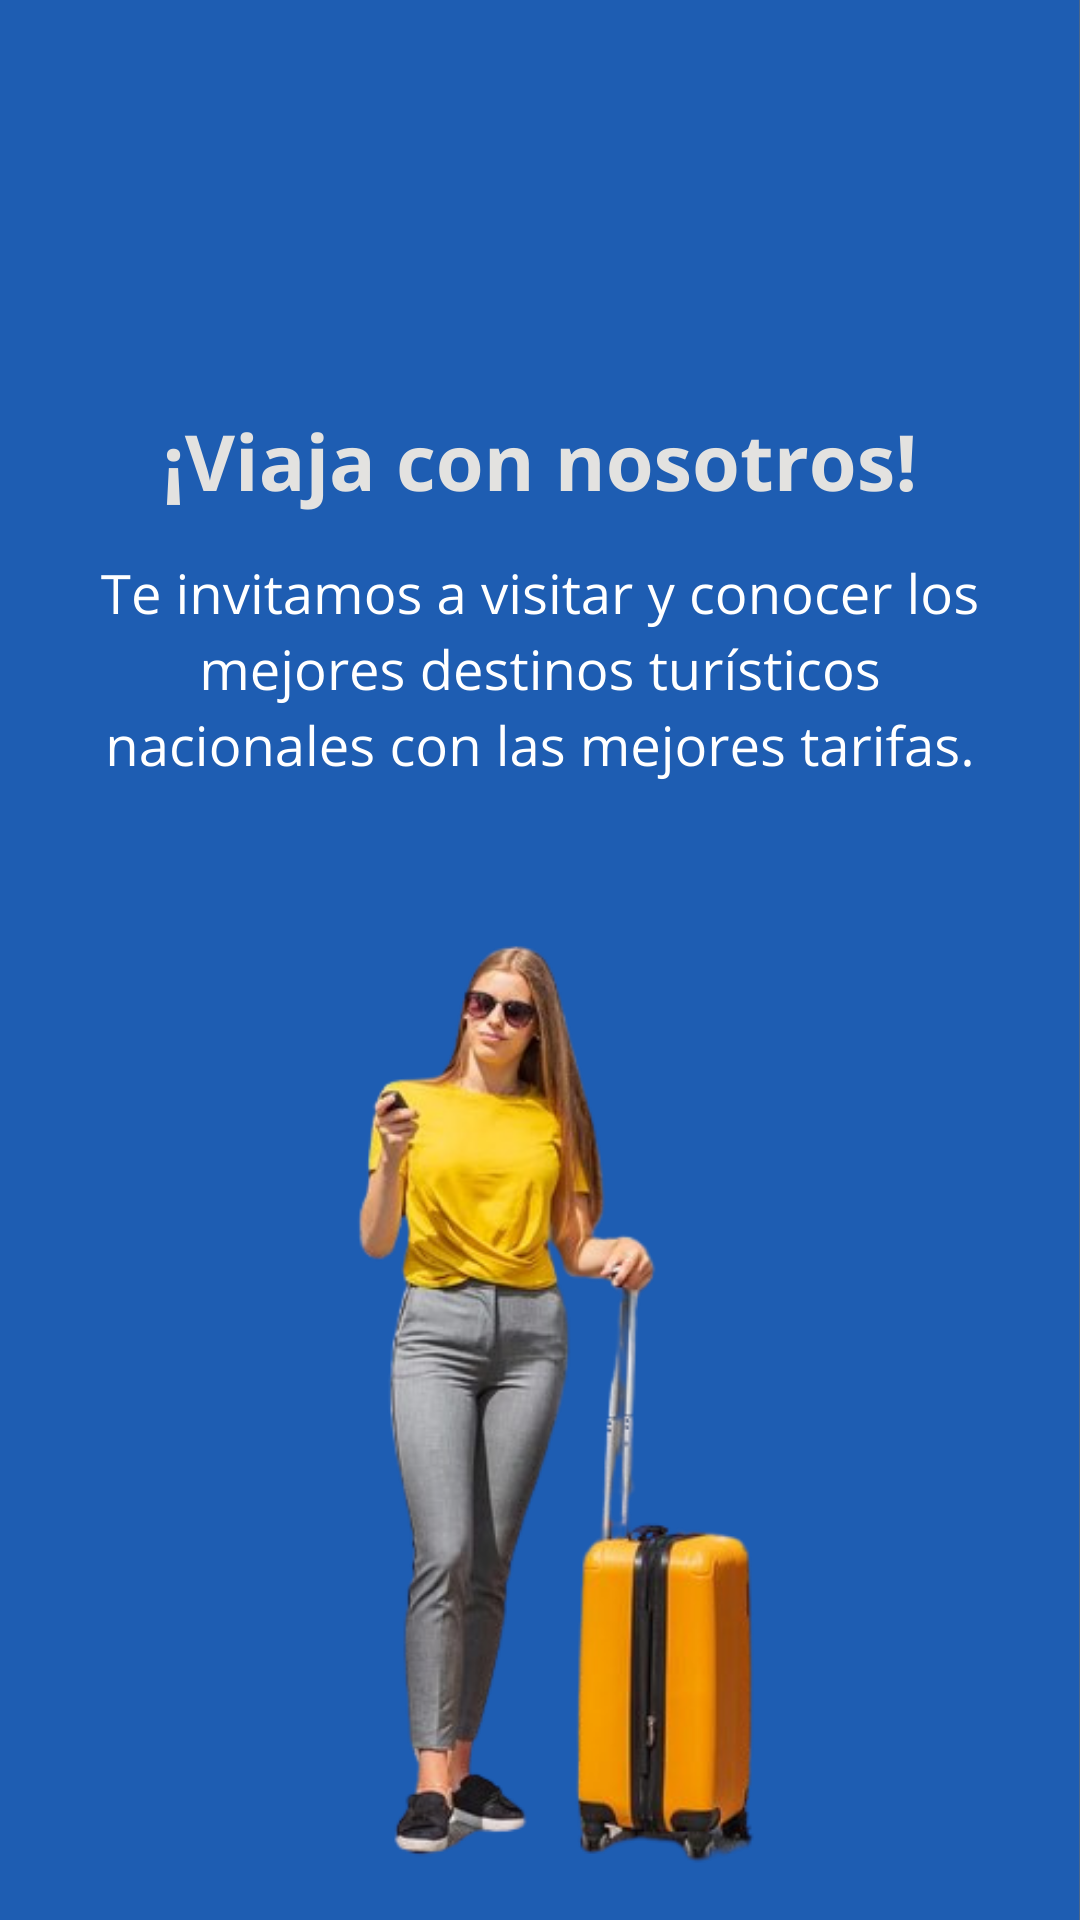 ¡Viaja con nosotros!
Te invitamos a visitar y conocer los
mejores destinos turísticos
nacionales con las mejores tarifas.